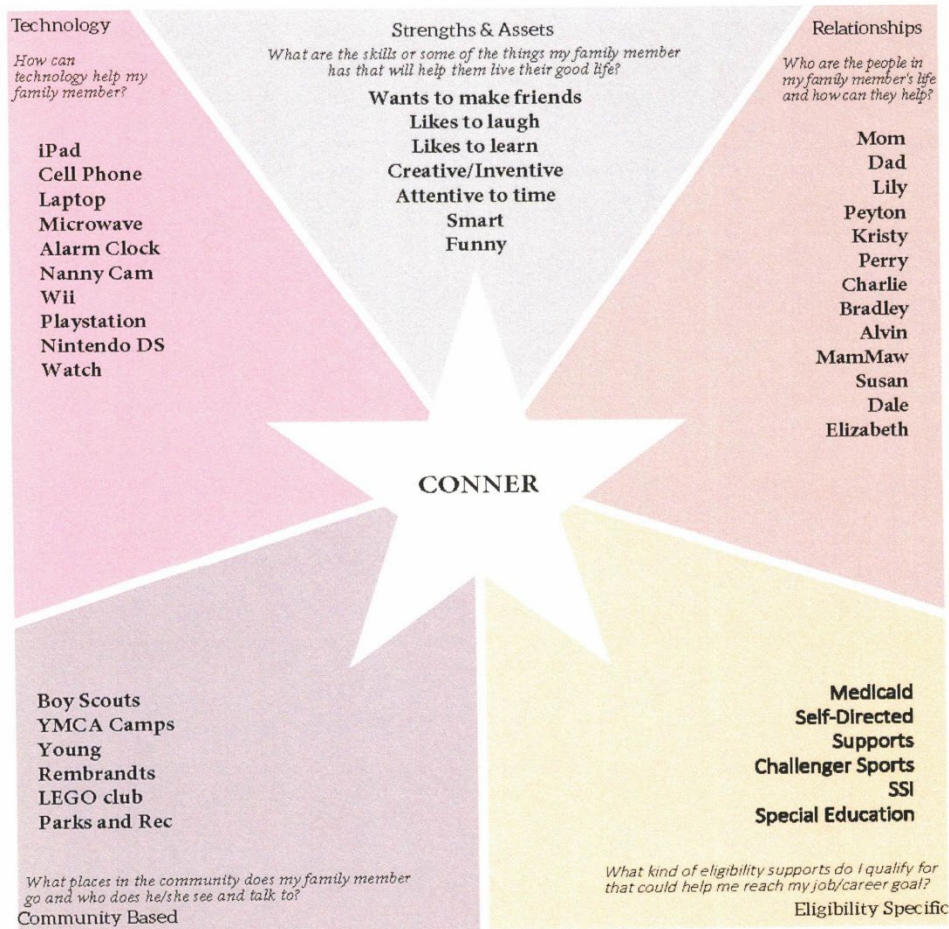 Technology
How can
technology help my
family member?
iPad
Cell Phone
Laptop
Microwave
Alarm Clock
Nanny Cam
Wii
Playstation
Nintendo DS
Watch
Strengths & Assets
What are the skills or some of the things my family member
has that will help them live their good life?
Wants to make friends
Likes to laugh
Likes to learn
Creative/Inventive
Attentive to time
Smart
Funny
Relationships
Who are the people in
my family member's life
and how can they help?
Mom
Dad
Lily
Peyton
Kristy
Perry
Charlie
Bradley
Alvin
MamMaw
Susan
Dale
Elizabeth
CONNER
Boy Scouts
YMCA Camps
Young
Rembrandts
LEGO club
Parks and Rec
What places in the community does my family member
go and who does he/she see and talk to?
Community Based
Medicaid
Self-Directed
Supports
Challenger Sports
SSI
Special Education
What kind of eligibility supports do I qualify for
that could help me reach my job/career goal?
Eligibility Specific